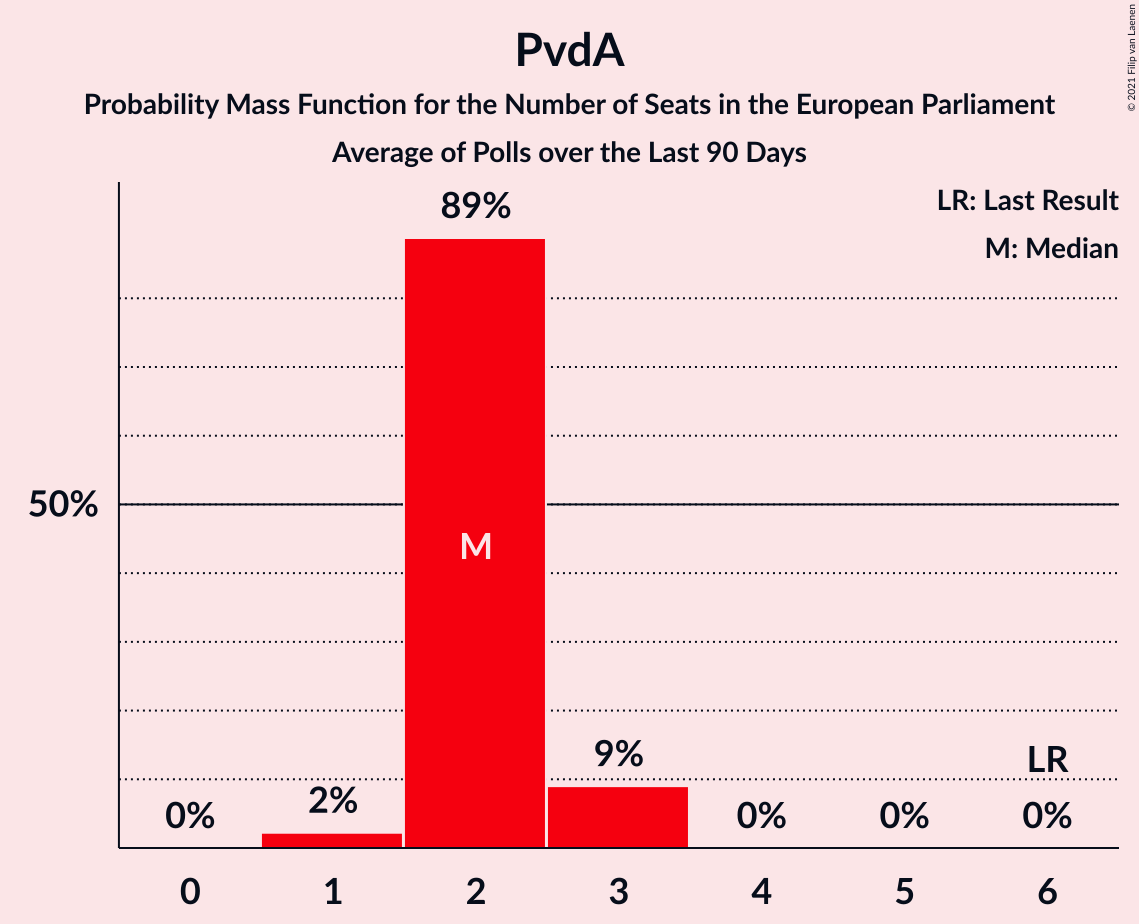 PvdA
Probability Mass Function for the Number of Seats in the European Parliament
Average of Polls over the Last 90 Days
© 2021 Filip van Laenen
LR: Last Result
M: Median
89%
50%
M
9%
LR
2%
0%
0%
0%
0%
0 1 2 3 4 5 6